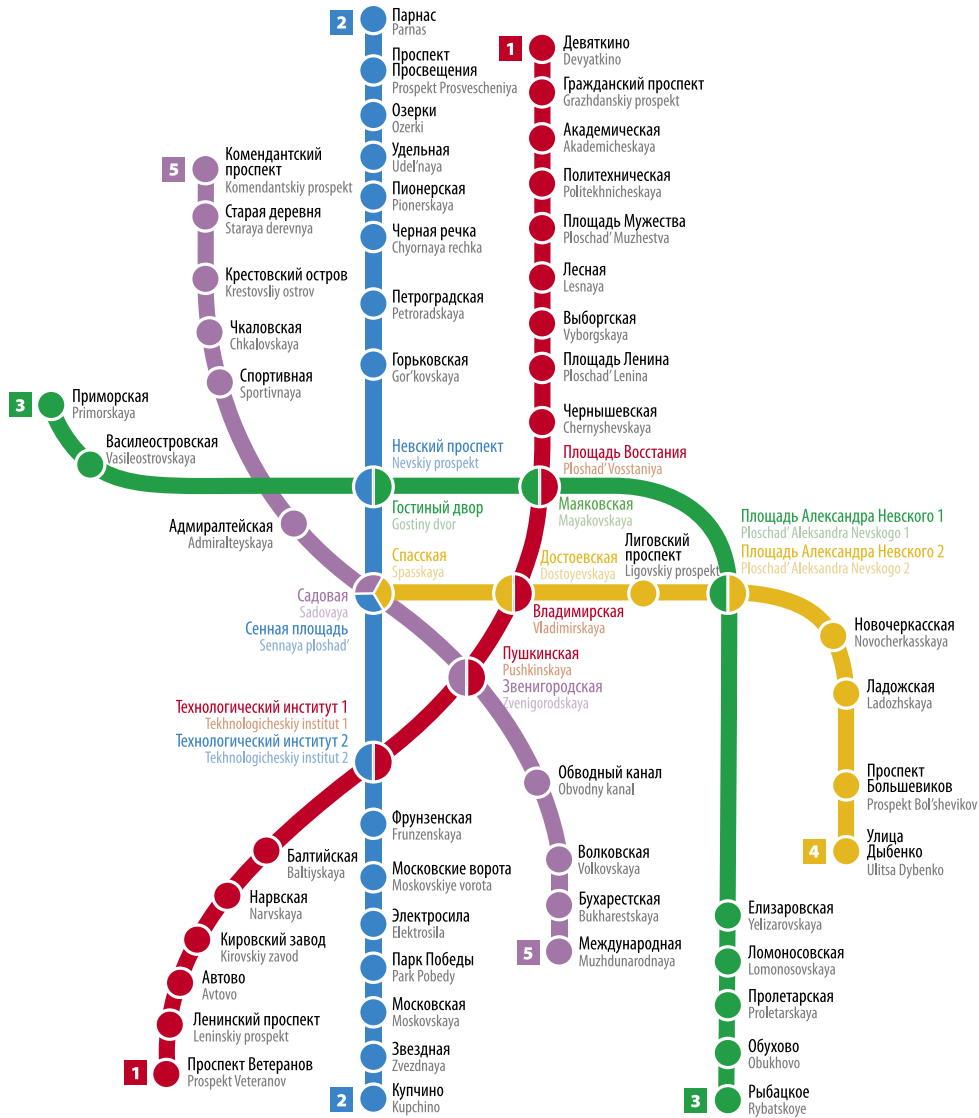 2
Парнас
Parnas
Проспект
Просвещения
Prospekt Prosvescheniya
Озерки
Ozerki
Удельная
Udel'naya
Пионерская
Pionerskaya
Черная речка
Chyornaya rechka
Петроградская
Petroradskaya
Горьковская
Gor'kovskaya
1
Девяткино
Devyatkino
Гражданский проспект
Grazhdanskiy prospekt
Академическая
Akademicheskaya
Политехническая
Politekhnicheskaya
Площадь Мужества
Ploschad' Muzhestva
Лесная
Lesnaya
Выборгская
Vyborgskaya
Площадь Ленина
Ploschad' Lenina
Чернышевская
Chernyshevskaya
5
Комендантский
проспект
Komendantskiy prospekt
Старая деревня
Staraya derevnya
Крестовский остров
Krestovsliy ostrov
Чкаловская
Chkalovskaya
Спортивная
Sportivnaya
3
Приморская
Primorskaya
Василеостровская
Vasileostrovskaya
Невский проспект
Nevskiy prospekt
Гостиный двор
Gostiny dvor
Площадь Восстания
Ploshad' Vosstaniya
Маяковская
Mayakovskaya
Адмиралтейская
Admiralteyskaya
Спасская
Spasskaya
Садовая
Sadovaya
Сенная площадь
Sennaya ploshad'
Достоевская
Dostoyevskaya
Владимирская
Vladimirskaya
Лиговский
проспект
Ligovskiy prospekt
Площадь Александра Невского 1
Ploschad' Aleksandra Nevskogo 1
Площадь Александра Невского 2
Ploschad' Aleksandra Nevskogo 2
Пушкинская
Pushkinskaya
Звенигородская
Zvenigorodskaya
Технологический институт 1
Tekhnologicheskiy institut 1
Технологический институт 2
Tekhnologicheskiy institut 2
Новочеркасская
Novocherkasskaya
Ладожская
Ladozhskaya
Проспект
Большевиков
Prospekt Bol'shevikov
4
Улица
Дыбенко
Ulitsa Dybenko
Обводный канал
Obvodny kanal
Волковская
Volkovskaya
Бухарестская
Bukharestskaya
5
Международная
Muzhdunarodnaya
Фрунзенская
Frunzenskaya
Московские ворота
Moskovskiye vorota
Электросила
Elektrosila
Парк Победы
Park Pobedy
Московская
Moskovskaya
Звездная
Zvezdnaya
2
Купчино
Kupchino
Балтийская
Baltiyskaya
Нарвская
Narvskaya
Кировский завод
Kirovskiy zavod
Автово
Avtovo
Ленинский проспект
Leninskiy prospekt
1
Проспект Ветеранов
Prospekt Veteranov
Елизаровская
Yelizarovskaya
Ломоносовская
Lomonosovskaya
Пролетарская
Proletarskaya
Обухово
Obukhovo
3
Рыбацкое
Rybatskoye